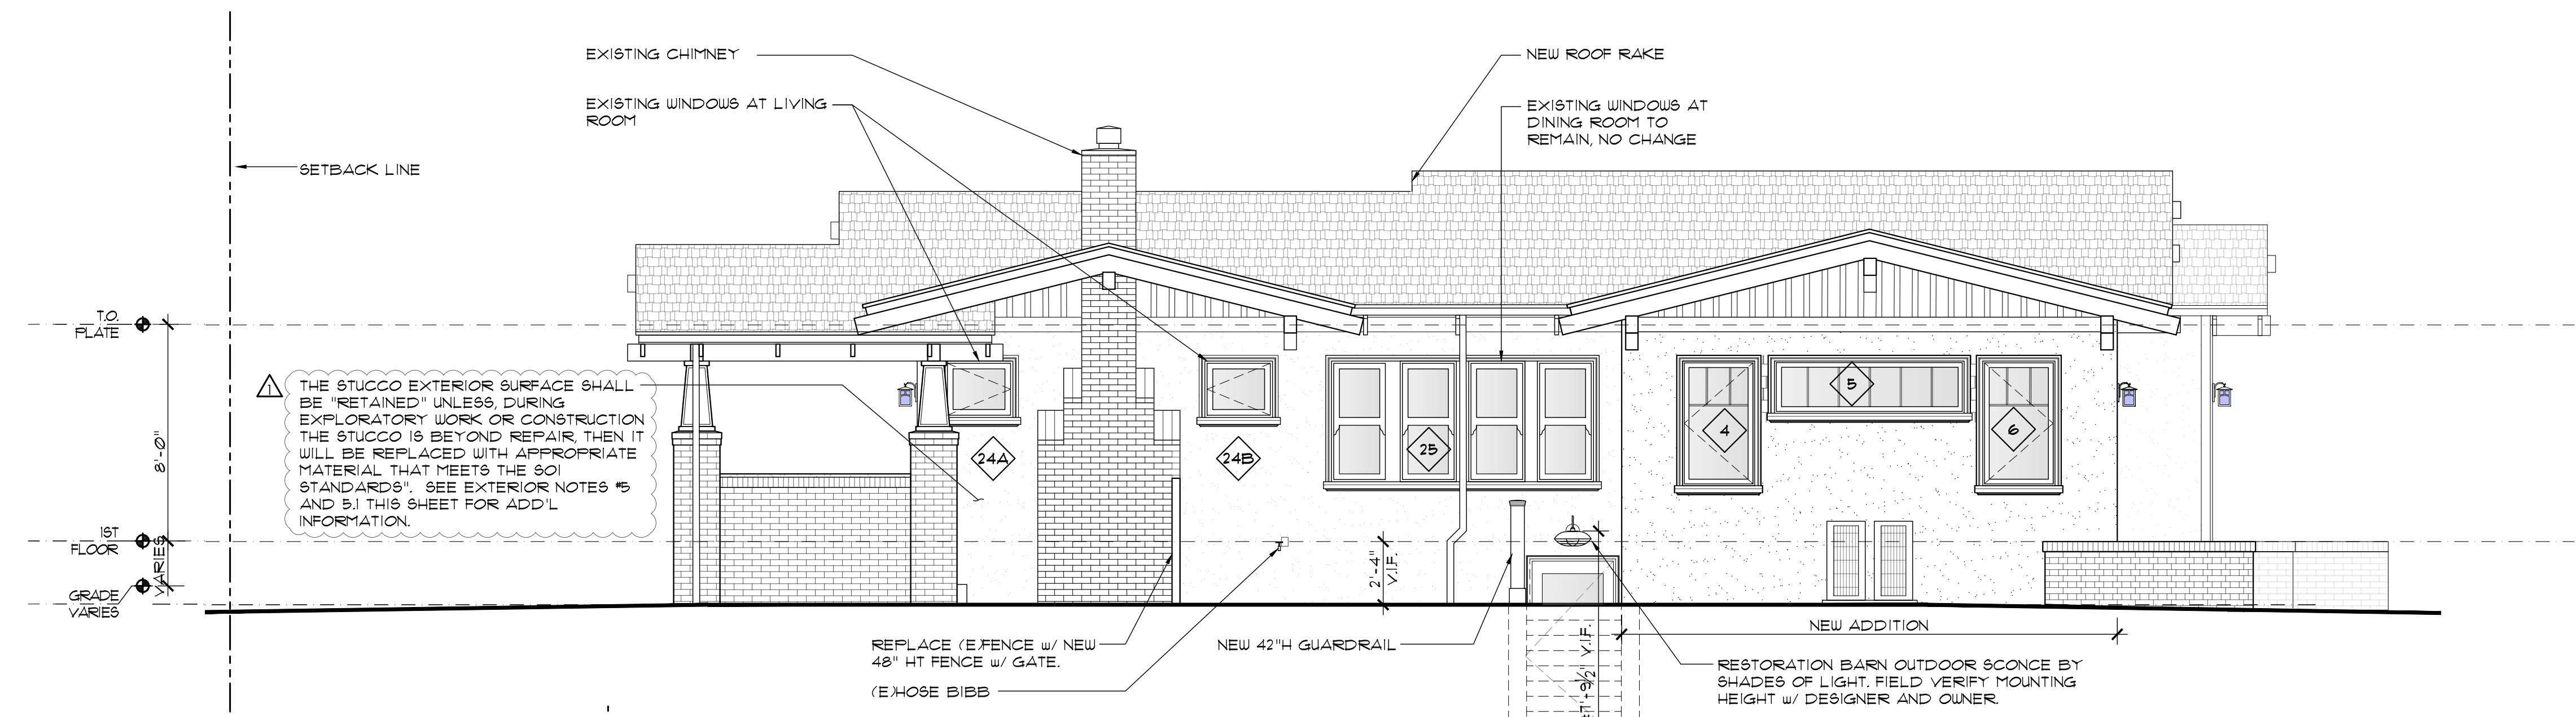 EXISTING CHIMNEY
NEW ROOF RAKE
EXISTING WINDOWS AT LIVING
ROOM
EXISTING WINDOWS AT
DINING ROOM TO
REMAIN, NO CHANGE
SETBACK LINE
T.O.
PLATE
8'-0"
1ST
FLOOR
VARIES
GRADE
VARIES
1
THE STUCCO EXTERIOR SURFACE SHALL
BE "RETAINED" UNLESS, DURING
EXPLORATORY WORK OR CONSTRUCTION
THE STUCCO IS BEYOND REPAIR, THEN IT
WILL BE REPLACED WITH APPROPRIATE
MATERIAL THAT MEETS THE SOI
STANDARDS". SEE EXTERIOR NOTES #5
AND 5.1 THIS SHEET FOR ADD'L
INFORMATION.
24A
24B
25
4
5
6
2'-4"
V.I.F.
REPLACE (E)FENCE w/ NEW
48" HT FENCE w/ GATE.
(E)HOSE BIBB
NEW 42"H GUARDRAIL
NEW ADDITION
7'-9 1/2" V.I.F.
RESTORATION BARN OUTDOOR SCONCE BY
SHADES OF LIGHT. FIELD VERIFY MOUNTING
HEIGHT w/ DESIGNER AND OWNER.